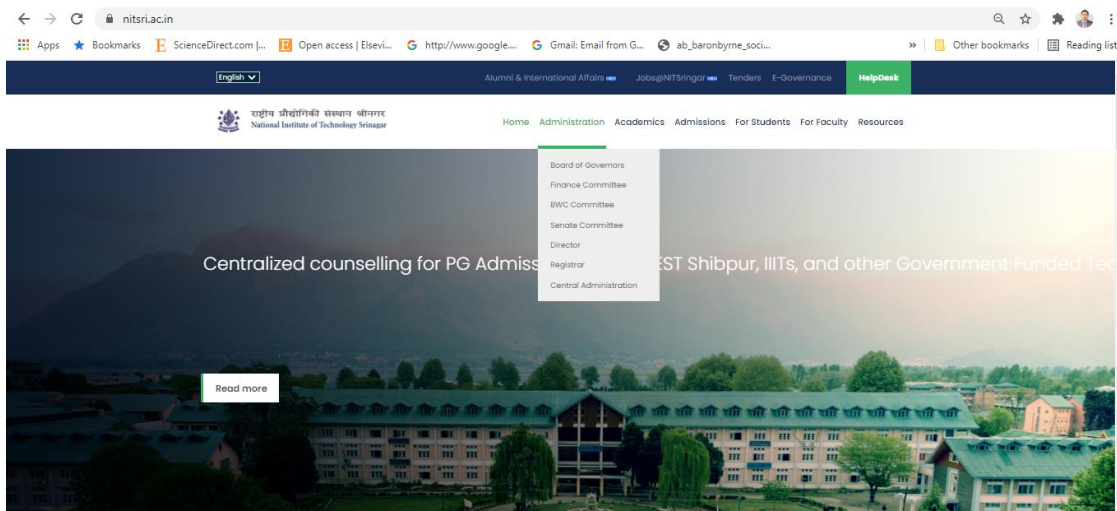 nitsri.ac.in
Apps Bookmarks ScienceDirect.com |... Open access | Elsevi... http://www.google.... Gmail: Email from G... ab_baronbyrne_soci... » Other bookmarks Reading list
English Alumni & International Affairs Jobs@NITSringar Tenders E-Governance HelpDesk
राष्ट्रीय प्रौद्योगिकी संस्थान श्रीनगर
National Institute of Technology Srinagar
Home Administration Academics Admissions For Students For Faculty Resources
Board of Governors
Finance Committee
BWC Committee
Senate Committee
Director
Registrar
Central Administration
Centralized counselling for PG Admiss EST Shibpur, IIITs, and other Government Funded Tec
Read more